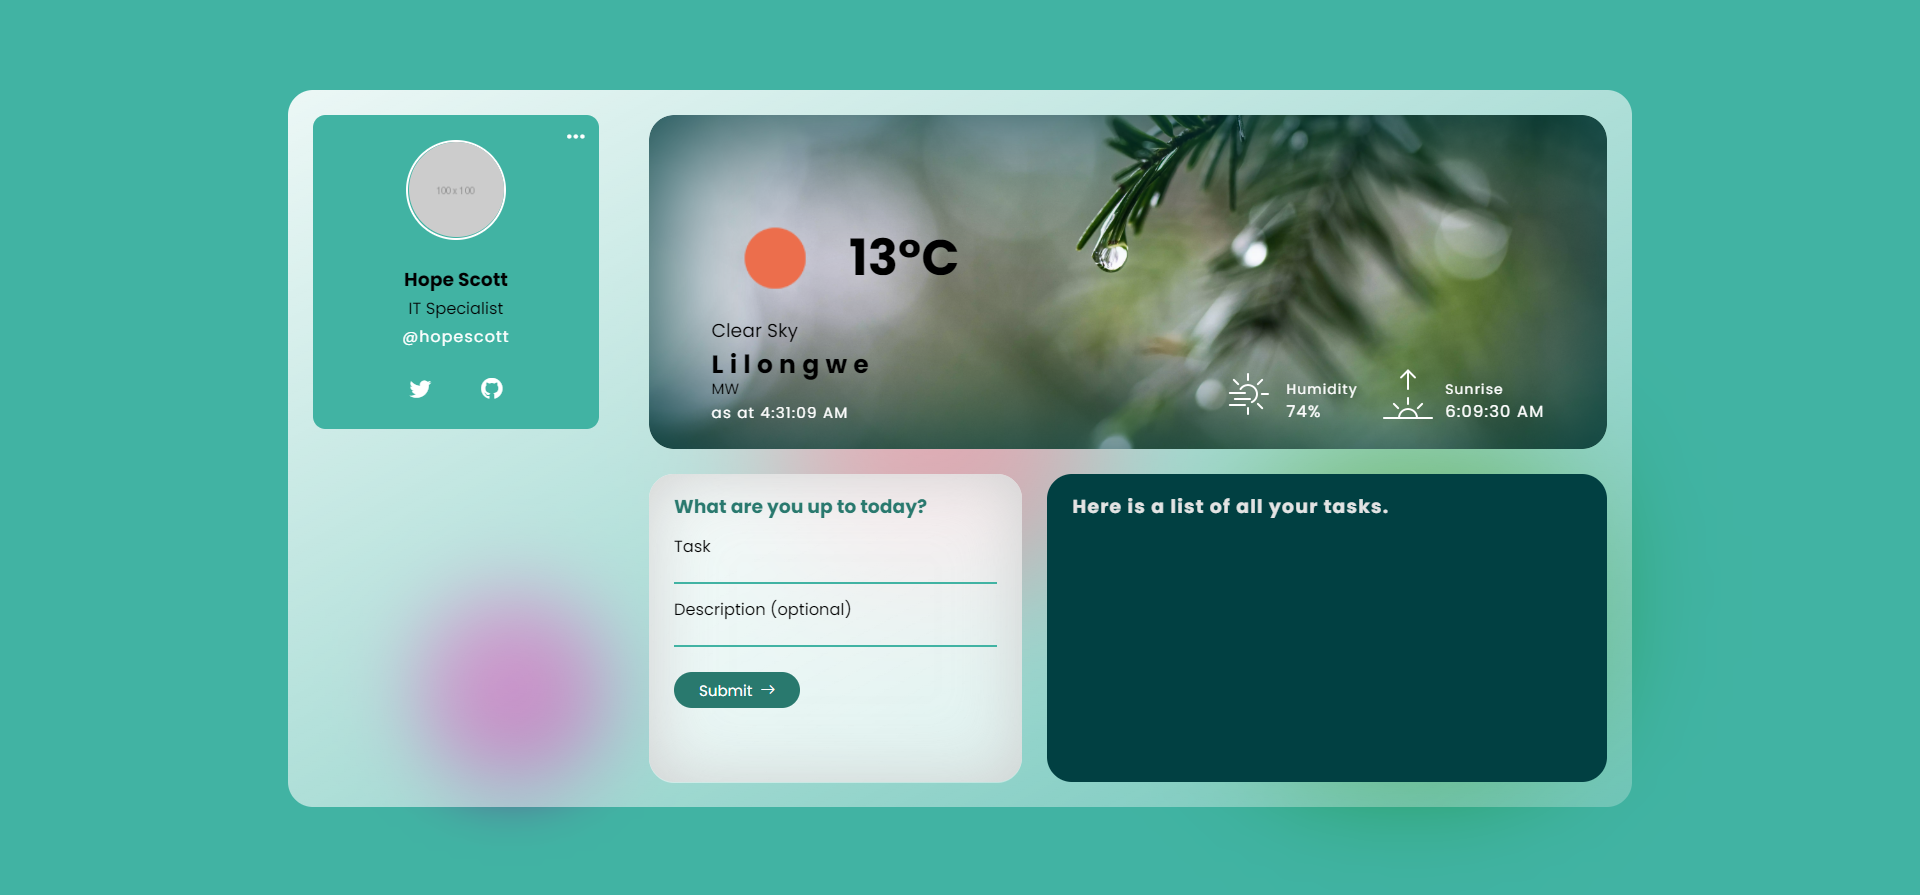 100 x 100
Hope Scott
IT Specialist
@hopescott
13°C
Clear Sky
Lilongwe
MW
as at 4:31:09 AM
Humidity
74%
Sunrise
6:09:30 AM
What are you up to today?
Task
Description (optional)
Submit →
Here is a list of all your tasks.